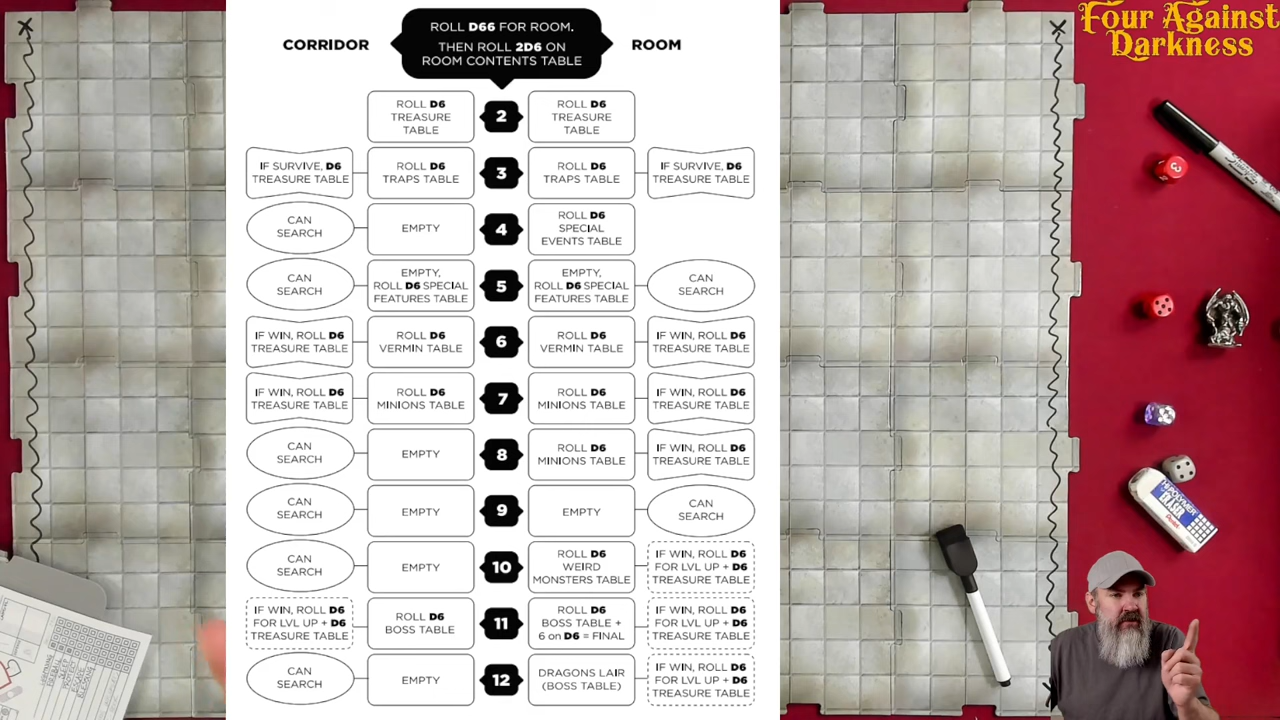 Four Against
Darkness
ROLL D66 FOR ROOM.
THEN ROLL 2D6 ON
ROOM CONTENTS TABLE
CORRIDOR
ROOM
ROLL D6
TREASURE
TABLE
2
ROLL D6
TREASURE
TABLE
IF SURVIVE, D6
TREASURE TABLE
ROLL D6
TRAPS TABLE
3
ROLL D6
TRAPS TABLE
IF SURVIVE, D6
TREASURE TABLE
CAN
SEARCH
EMPTY
4
ROLL D6
SPECIAL
EVENTS TABLE
CAN
SEARCH
EMPTY,
ROLL D6 SPECIAL
FEATURES TABLE
5
EMPTY,
ROLL D6 SPECIAL
FEATURES TABLE
CAN
SEARCH
IF WIN, ROLL D6
TREASURE TABLE
ROLL D6
VERMIN TABLE
6
ROLL D6
VERMIN TABLE
IF WIN, ROLL D6
TREASURE TABLE
IF WIN, ROLL D6
TREASURE TABLE
ROLL D6
MINIONS TABLE
7
ROLL D6
MINIONS TABLE
IF WIN, ROLL D6
TREASURE TABLE
CAN
SEARCH
EMPTY
8
ROLL D6
MINIONS TABLE
IF WIN, ROLL D6
TREASURE TABLE
CAN
SEARCH
EMPTY
9
EMPTY
CAN
SEARCH
CAN
SEARCH
EMPTY
10
ROLL D6
WEIRD
MONSTERS TABLE
IF WIN, ROLL D6
FOR LVL UP + D6
TREASURE TABLE
IF WIN, ROLL D6
FOR LVL UP + D6
TREASURE TABLE
ROLL D6
BOSS TABLE
11
ROLL D6
BOSS TABLE +
6 on D6 = FINAL
IF WIN, ROLL D6
FOR LVL UP + D6
TREASURE TABLE
CAN
SEARCH
EMPTY
12
DRAGONS LAIR
(BOSS TABLE)
IF WIN, ROLL D6
FOR LVL UP + D6
TREASURE TABLE
3
HI-POLYMER
ERASER
Pentel